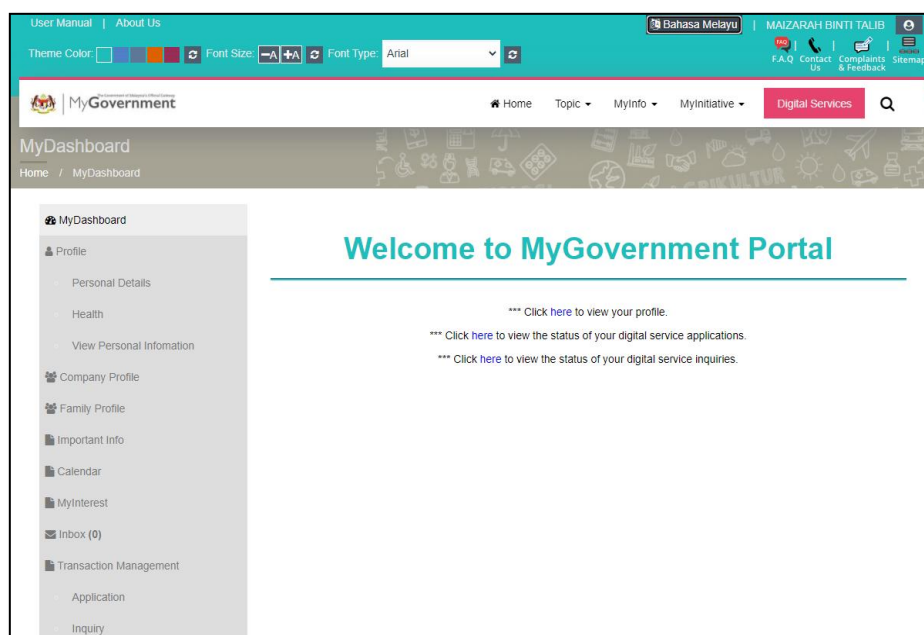 User Manual | About Us
Bahasa Melayu | MAIZARAH BINTI TALIB
Theme Color: Font Size: -A +A Font Type: Arial
FAQ
F.A.Q | Contact Us | Complaints & Feedback | Sitemap
MyGovernment
Home Topic MyInfo MyInitiative Digital Services
MyDashboard
Home / MyDashboard
MyDashboard
Profile
Personal Details
Health
View Personal Infomation
Company Profile
Family Profile
Important Info
Calendar
MyInterest
Inbox (0)
Transaction Management
Application
Inquiry
Welcome to MyGovernment Portal
*** Click here to view your profile.
*** Click here to view the status of your digital service applications.
*** Click here to view the status of your digital service inquiries.